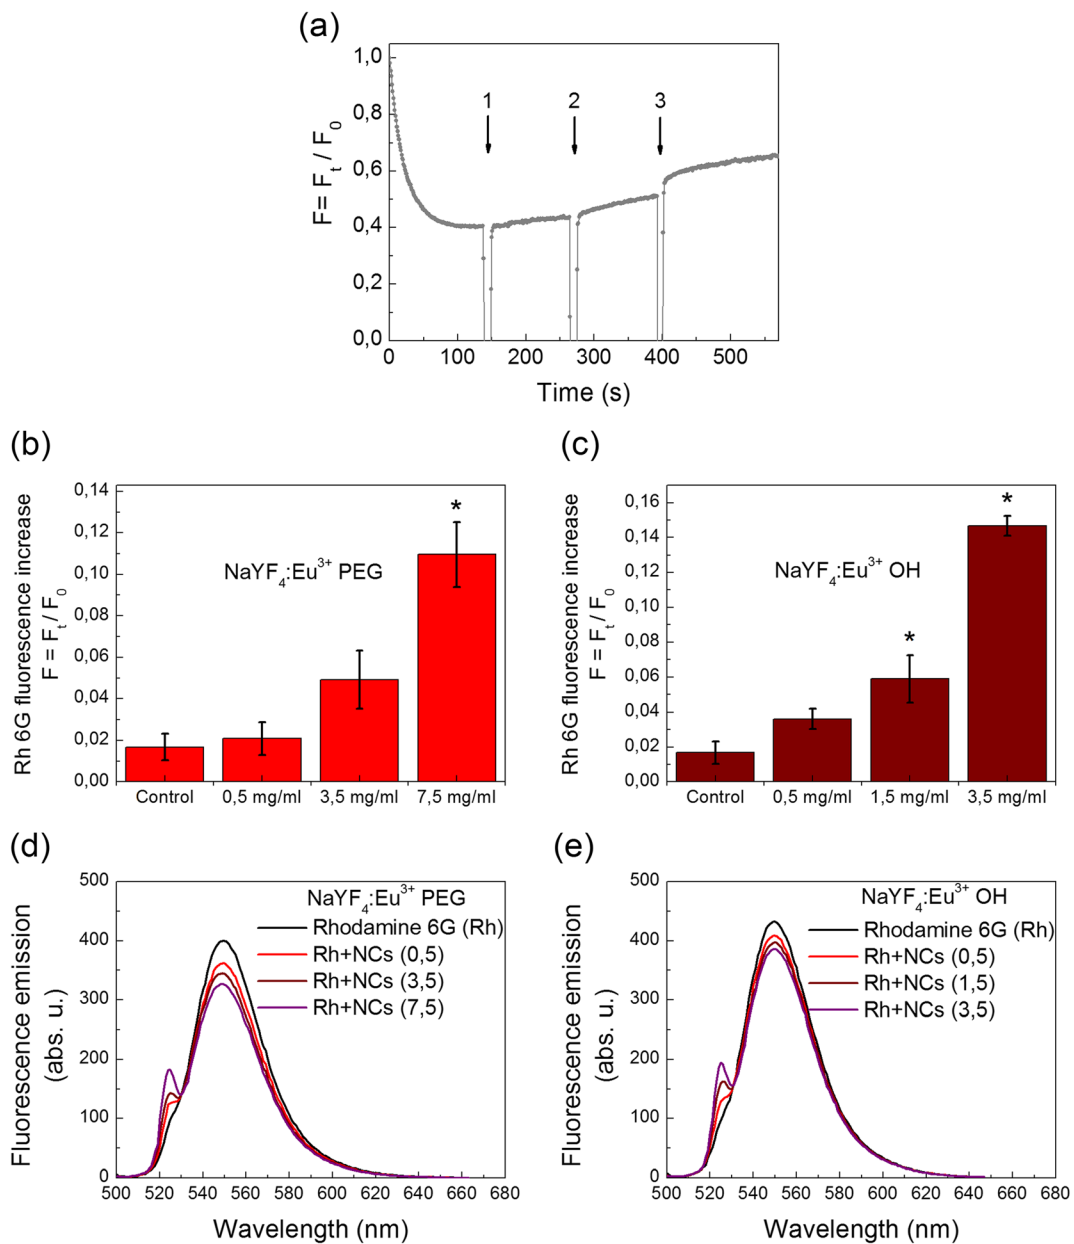 (a)
1,0
0,8
0,6
0,4
0,2
0,0
F= Ft / F0
1 2 3
0 100 200 300 400 500
Time (s)
(b)
Rh 6G fluorescence increase
F = Ft / F0
0,14
0,12
0,10
0,08
0,06
0,04
0,02
0,00
NaYF4:Eu3+ PEG
*
Control 0,5 mg/ml 3,5 mg/ml 7,5 mg/ml
(c)
Rh 6G fluorescence increase
F = Ft / F0
0,16
0,14
0,12
0,10
0,08
0,06
0,04
0,02
0,00
NaYF4:Eu3+ OH
*
*
Control 0,5 mg/ml 1,5 mg/ml 3,5 mg/ml
(d)
Fluorescence emission
(abs. u.)
500
400
300
200
100
0
NaYF4:Eu3+ PEG
Rhodamine 6G (Rh)
Rh+NCs (0,5)
Rh+NCs (3,5)
Rh+NCs (7,5)
500 520 540 560 580 600 620 640 660 680
Wavelength (nm)
(e)
Fluorescence emission
(abs. u.)
500
400
300
200
100
0
NaYF4:Eu3+ OH
Rhodamine 6G (Rh)
Rh+NCs (0,5)
Rh+NCs (1,5)
Rh+NCs (3,5)
500 520 540 560 580 600 620 640 660 680
Wavelength (nm)